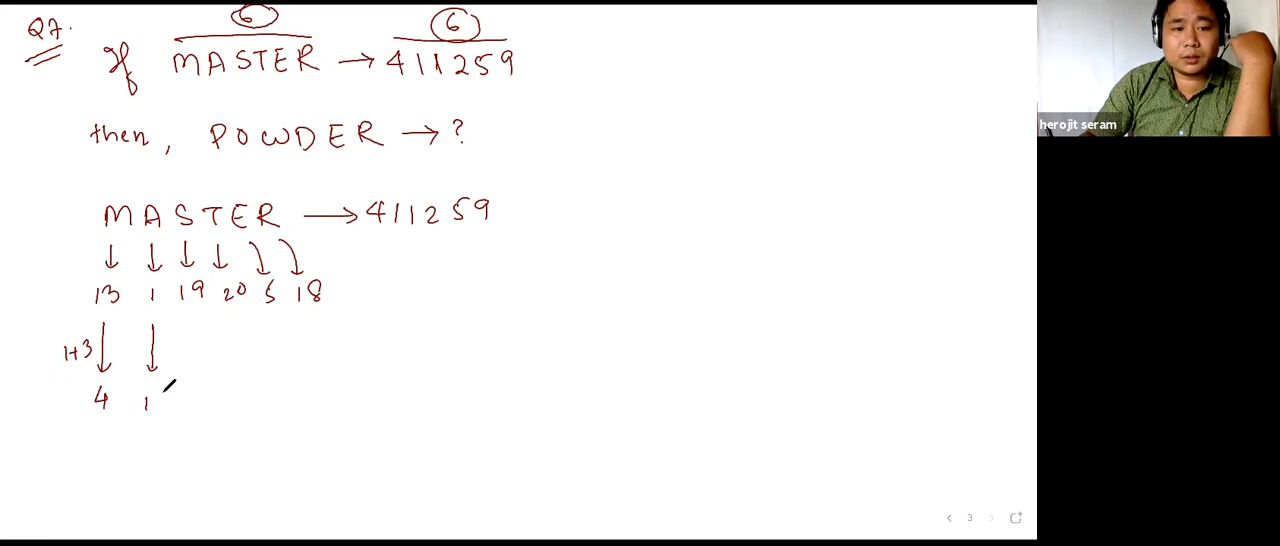 6 6
Q7. If MASTER → 411259
then, POWDER → ?
MASTER → 411259
↓ ↓ ↓ ↓ ↓ ↓
13 1 19 20 5 18
1+3 ↓ ↓
4 1
herojit seram
< 3 >